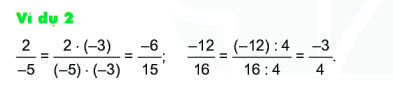 Ví dụ 2
2/-5 = 2 · (-3)/(-5) · (-3) = -6/15; -12/16 = (-12) : 4/16 : 4 = -3/4.